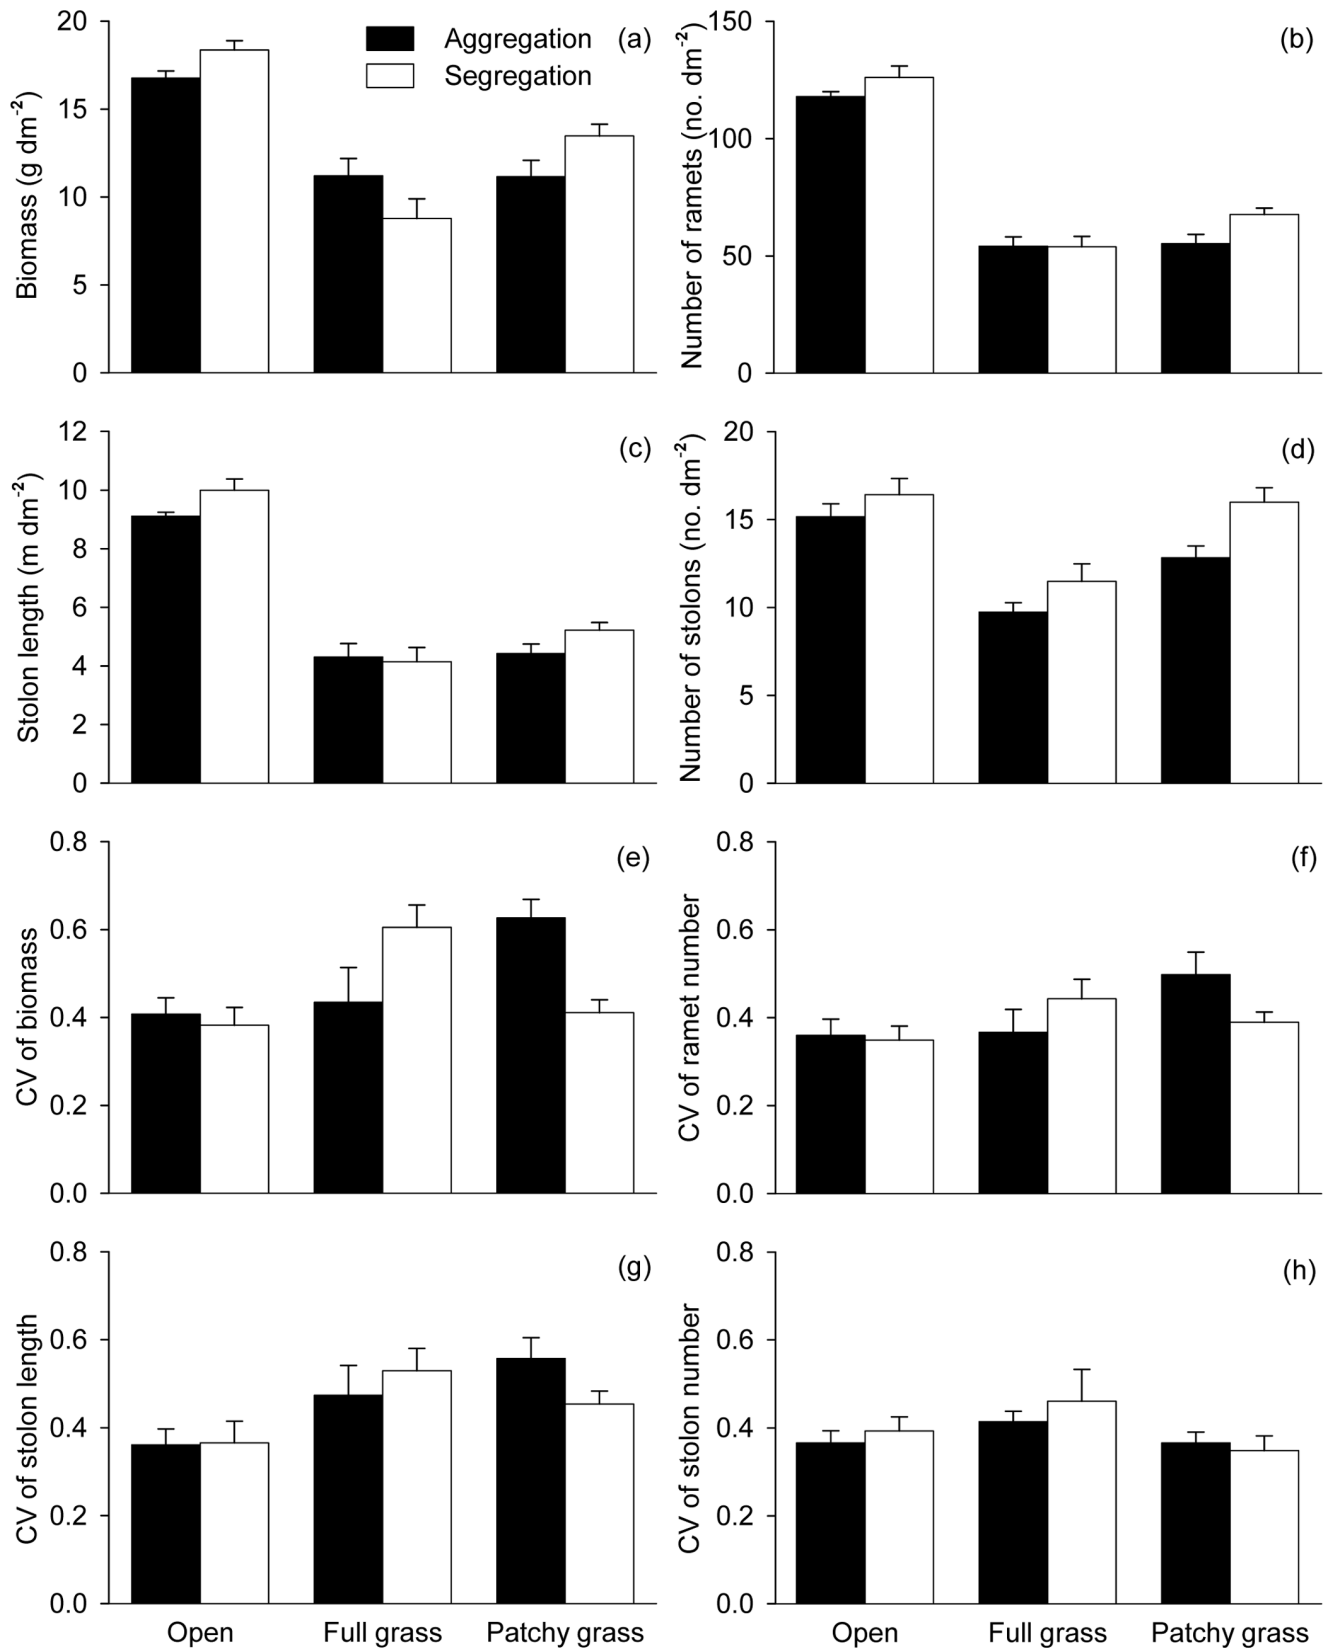 Aggregation
Segregation
(a)
Biomass (g dm-2)
20
15
10
5
0
(b)
Number of ramets (no. dm-2)
150
100
50
0
(c)
Stolon length (m dm-2)
12
10
8
6
4
2
0
(d)
Number of stolons (no. dm-2)
20
15
10
5
0
(e)
CV of biomass
0.8
0.6
0.4
0.2
0.0
(f)
CV of ramet number
0.8
0.6
0.4
0.2
0.0
(g)
CV of stolon length
0.8
0.6
0.4
0.2
0.0
Open Full grass Patchy grass
(h)
CV of stolon number
0.8
0.6
0.4
0.2
0.0
Open Full grass Patchy grass